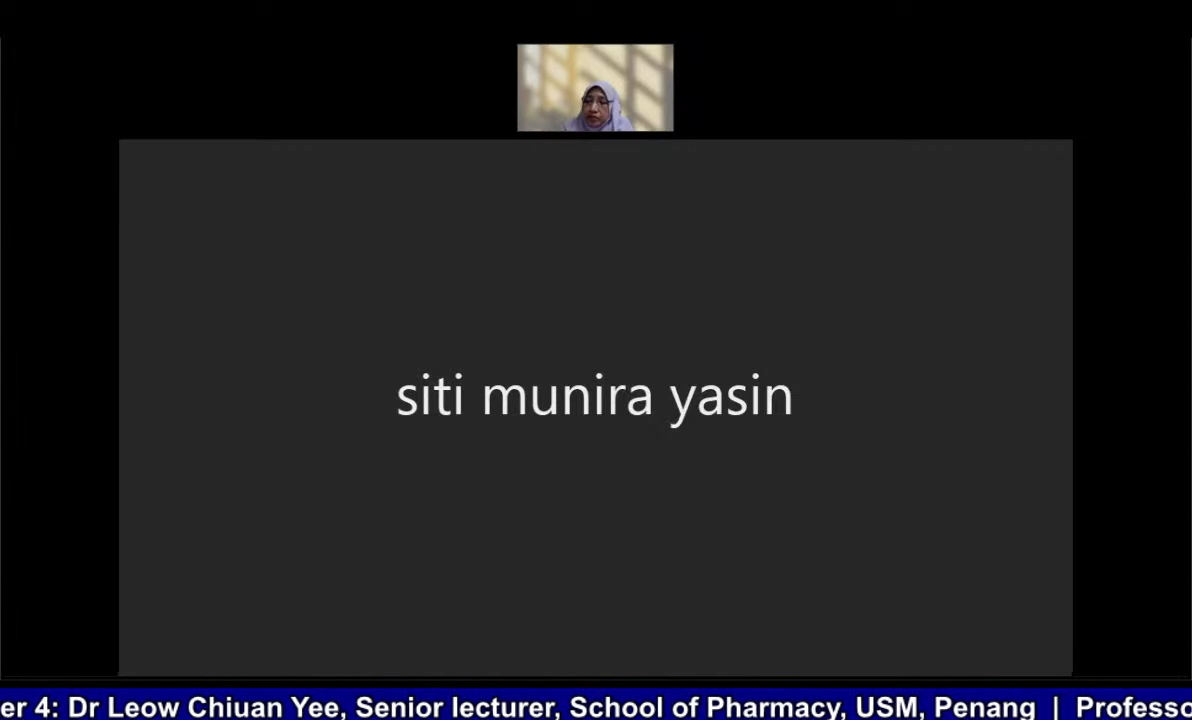 siti munira yasin
er 4: Dr Leow Chiuan Yee, Senior lecturer, School of Pharmacy, USM, Penang | Professo